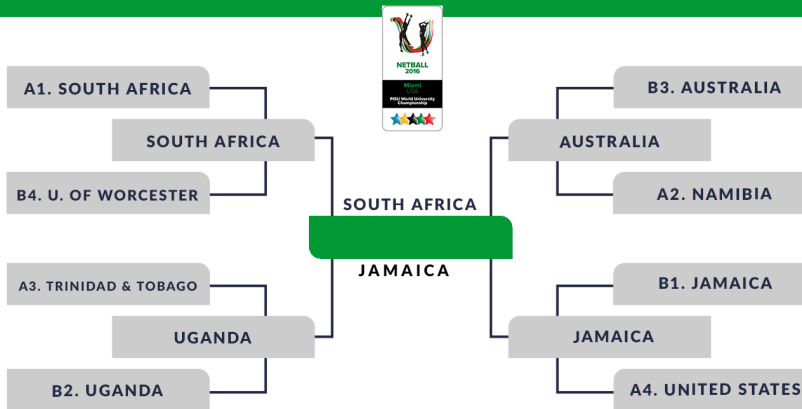 NETBALL
2016
Miami
USA
FISU World University
Championship
A1. SOUTH AFRICA
B3. AUSTRALIA
SOUTH AFRICA
AUSTRALIA
B4. U. OF WORCESTER
A2. NAMIBIA
SOUTH AFRICA
JAMAICA
A3. TRINIDAD & TOBAGO
B1. JAMAICA
UGANDA
JAMAICA
B2. UGANDA
A4. UNITED STATES